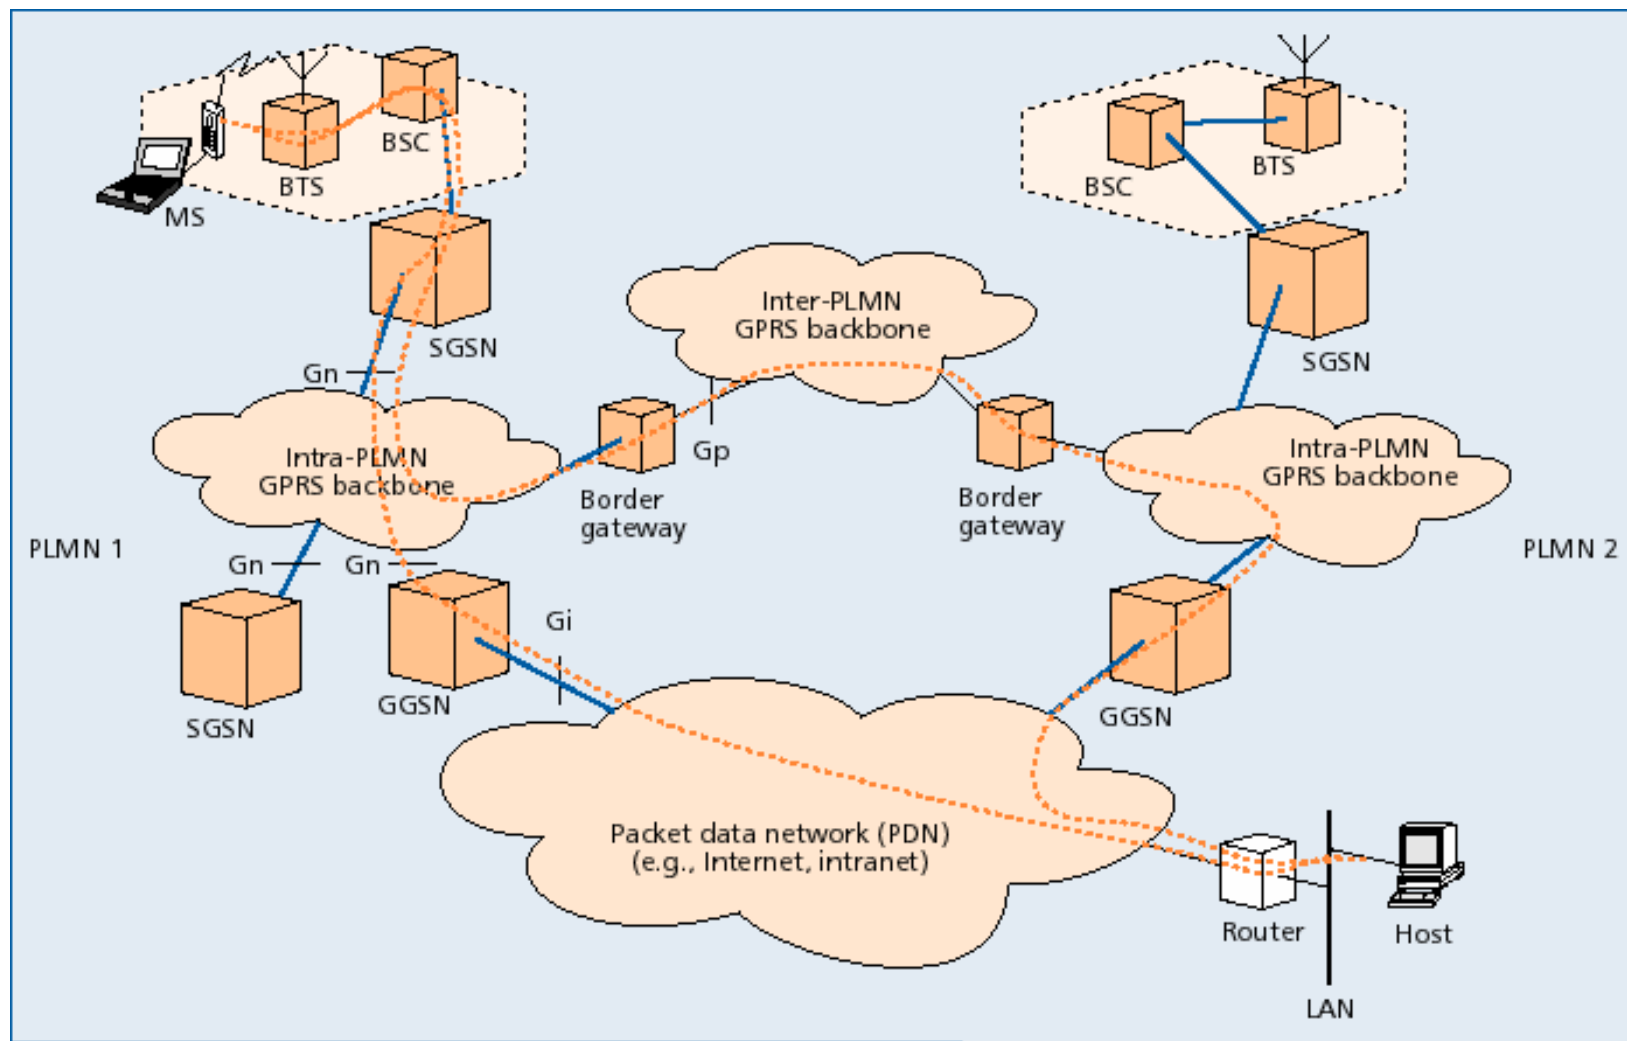 BSC
BTS
MS
BTS
BSC
SGSN
Inter-PLMN
GPRS backbone
SGSN
Gn
Gp
Intra-PLMN
GPRS backbone
Intra-PLMN
GPRS backbone
Border
gateway
Border
gateway
PLMN 1
PLMN 2
Gn
Gn
Gi
SGSN
GGSN
GGSN
Packet data network (PDN)
(e.g., Internet, intranet)
Router
Host
LAN